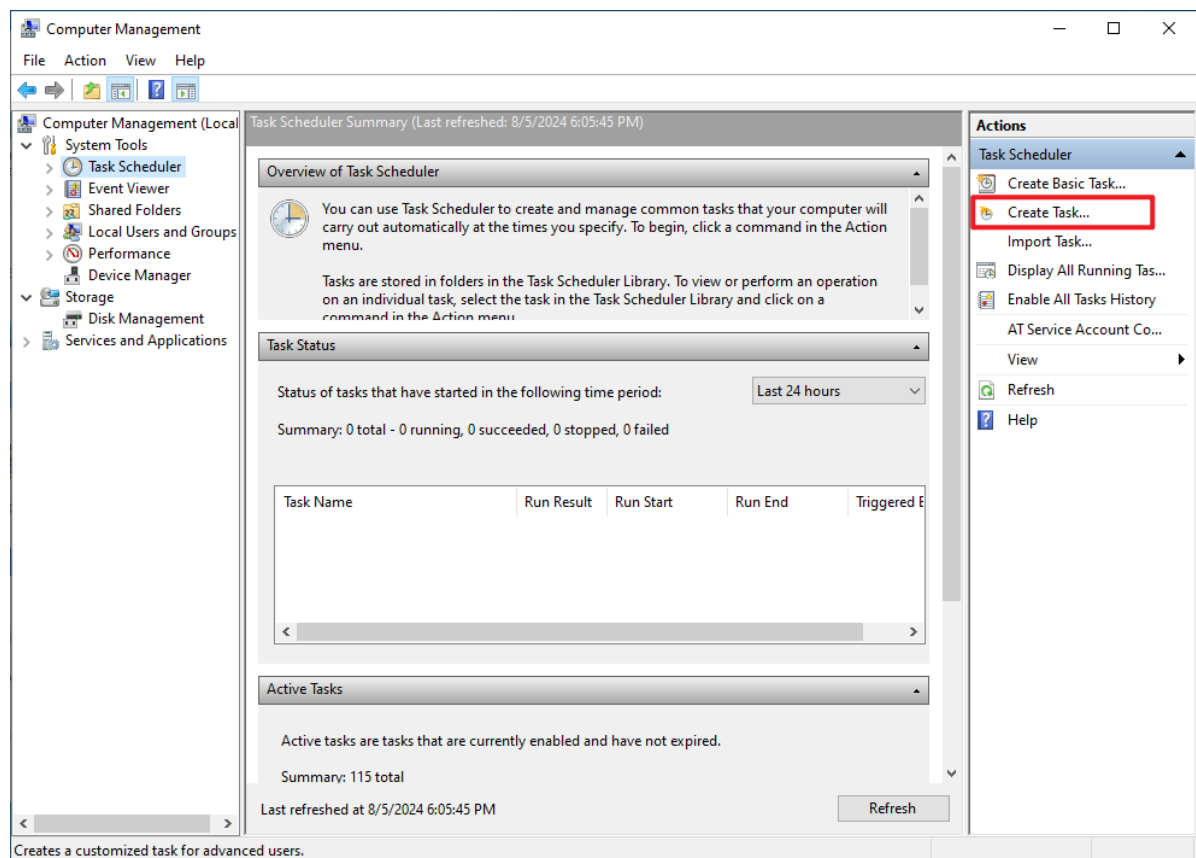 Computer Management
File Action View Help
Computer Management (Local
System Tools
Task Scheduler
Event Viewer
Shared Folders
Local Users and Groups
Performance
Device Manager
Storage
Disk Management
Services and Applications
Task Scheduler Summary (Last refreshed: 8/5/2024 6:05:45 PM)
Overview of Task Scheduler
You can use Task Scheduler to create and manage common tasks that your computer will
carry out automatically at the times you specify. To begin, click a command in the Action
menu.
Tasks are stored in folders in the Task Scheduler Library. To view or perform an operation
on an individual task, select the task in the Task Scheduler Library and click on a
command in the Action menu
Task Status
Status of tasks that have started in the following time period:
Last 24 hours
Summary: 0 total - 0 running, 0 succeeded, 0 stopped, 0 failed
Task Name Run Result Run Start Run End Triggered B
Active Tasks
Active tasks are tasks that are currently enabled and have not expired.
Summary: 115 total
Last refreshed at 8/5/2024 6:05:45 PM
Refresh
Actions
Task Scheduler
Create Basic Task...
Create Task...
Import Task...
Display All Running Tas...
Enable All Tasks History
AT Service Account Co...
View
Refresh
Help
Creates a customized task for advanced users.